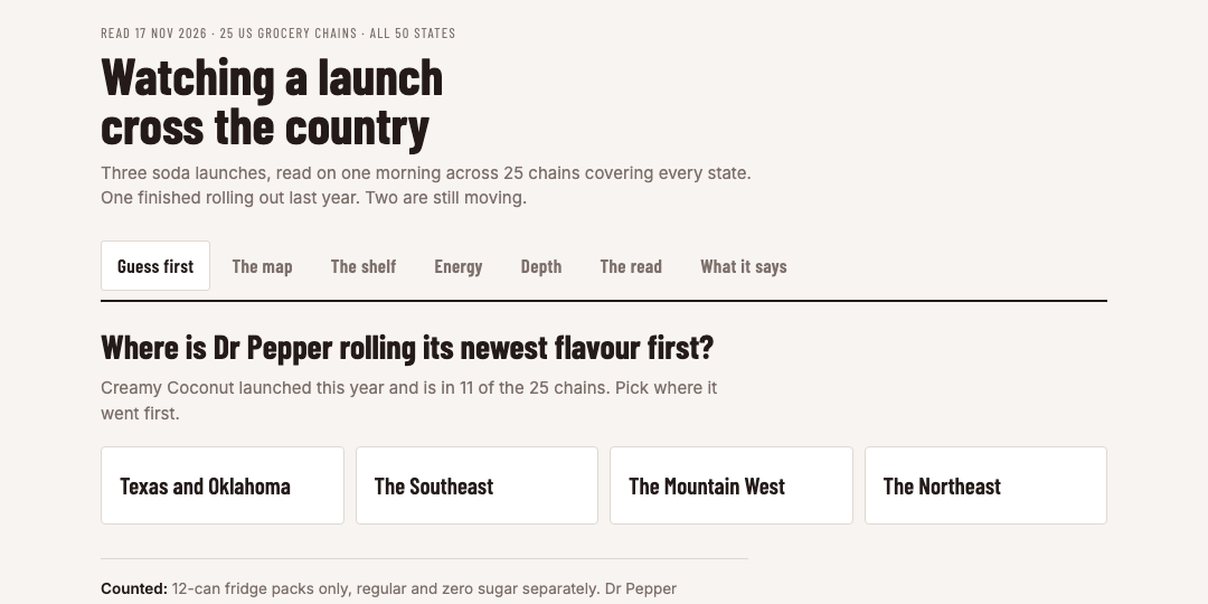 READ 17 NOV 2026 · 25 US GROCERY CHAINS · ALL 50 STATES
Watching a launch
cross the country
Three soda launches, read on one morning across 25 chains covering every state.
One finished rolling out last year. Two are still moving.
Guess first The map The shelf Energy Depth The read What it says
Where is Dr Pepper rolling its newest flavour first?
Creamy Coconut launched this year and is in 11 of the 25 chains. Pick where it
went first.
Texas and Oklahoma The Southeast The Mountain West The Northeast
Counted: 12-can fridge packs only, regular and zero sugar separately. Dr Pepper